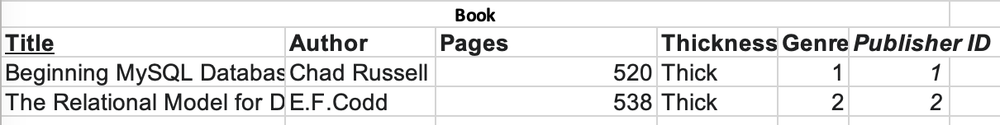 Book
Title Author Pages Thickness Genre Publisher ID
Beginning MySQL Databas Chad Russell 520 Thick 1 1
The Relational Model for D E.F.Codd 538 Thick 2 2